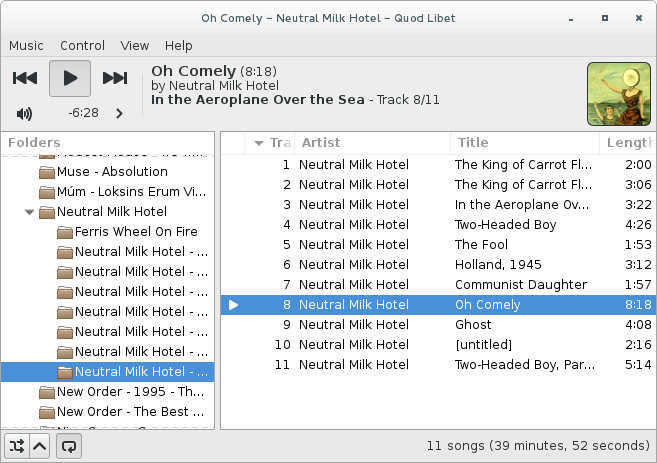 Oh Comely – Neutral Milk Hotel – Quod Libet
Music Control View Help
Oh Comely (8:18)
by Neutral Milk Hotel
In the Aeroplane Over the Sea - Track 8/11
-6:28
Folders
Muse - Absolution
Múm - Loksins Erum Vi...
Neutral Milk Hotel
Ferris Wheel On Fire
Neutral Milk Hotel - ...
Neutral Milk Hotel - ...
Neutral Milk Hotel - ...
Neutral Milk Hotel - ...
Neutral Milk Hotel - ...
Neutral Milk Hotel - ...
Neutral Milk Hotel - ...
New Order - 1995 - Th...
New Order - The Best ...
Tra Artist Title Length
1 Neutral Milk Hotel The King of Carrot Fl... 2:00
2 Neutral Milk Hotel The King of Carrot Fl... 3:06
3 Neutral Milk Hotel In the Aeroplane Ov... 3:22
4 Neutral Milk Hotel Two-Headed Boy 4:26
5 Neutral Milk Hotel The Fool 1:53
6 Neutral Milk Hotel Holland, 1945 3:12
7 Neutral Milk Hotel Communist Daughter 1:57
8 Neutral Milk Hotel Oh Comely 8:18
9 Neutral Milk Hotel Ghost 4:08
10 Neutral Milk Hotel [untitled] 2:16
11 Neutral Milk Hotel Two-Headed Boy, Par... 5:14
11 songs (39 minutes, 52 seconds)